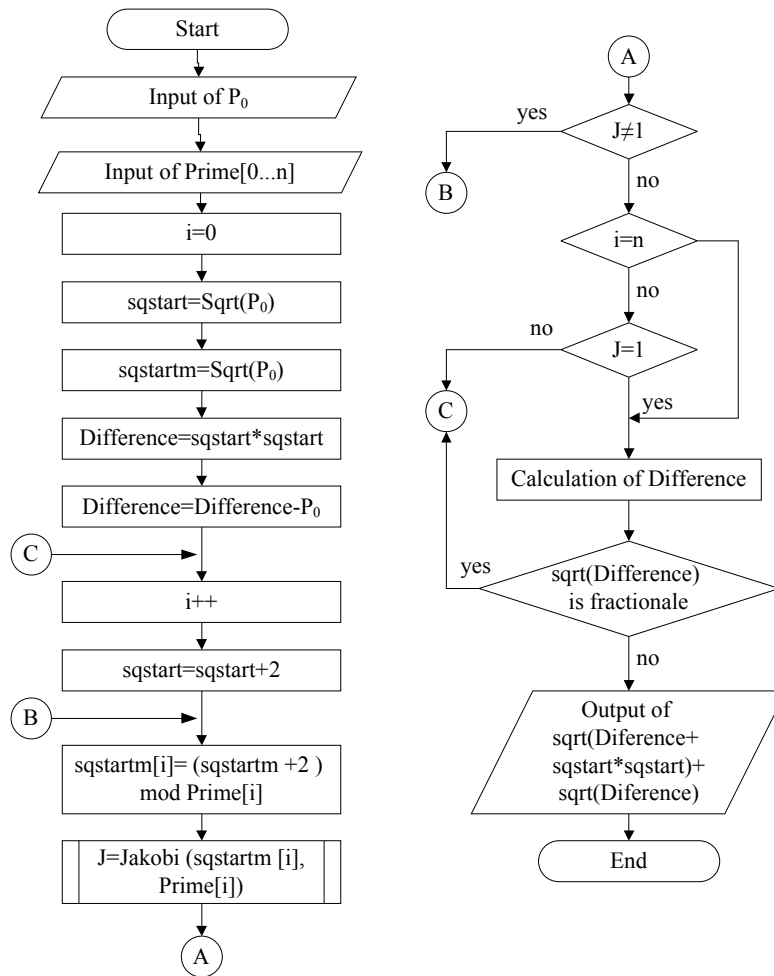 Start
Input of P₀
Input of Prime[0...n]
i=0
sqstart=Sqrt(P₀)
sqstartm=Sqrt(P₀)
Difference=sqstart*sqstart
Difference=Difference-P₀
C
i++
sqstart=sqstart+2
B
sqstartm[i]= (sqstartm +2 )
mod Prime[i]
J=Jakobi (sqstartm [i],
Prime[i])
A
A
yes
J≠1
B
no
i=n
no
no
J=1
C
yes
Calculation of Difference
yes
sqrt(Difference)
is fractionale
no
Output of
sqrt(Diference+
sqstart*sqstart)+
sqrt(Diference)
End